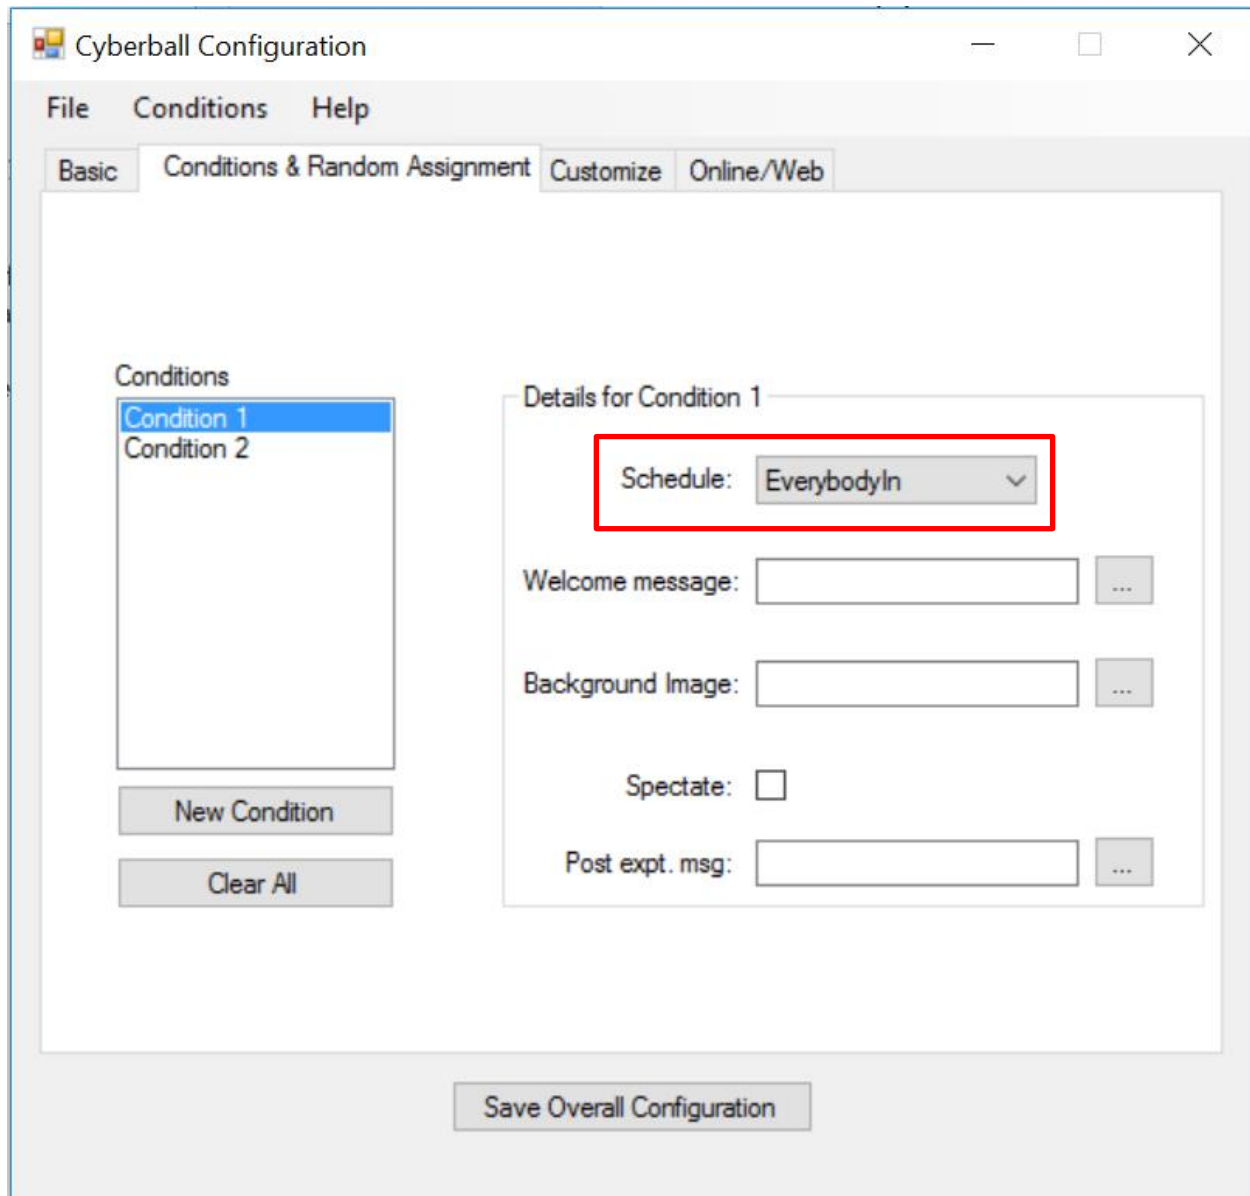 Cyberball Configuration
File Conditions Help
Basic Conditions & Random Assignment Customize Online/Web
Conditions
Condition 1
Condition 2
New Condition
Clear All
Details for Condition 1
Schedule: EverybodyIn
Welcome message: ...
Background Image: ...
Spectate:
Post expt. msg: ...
Save Overall Configuration